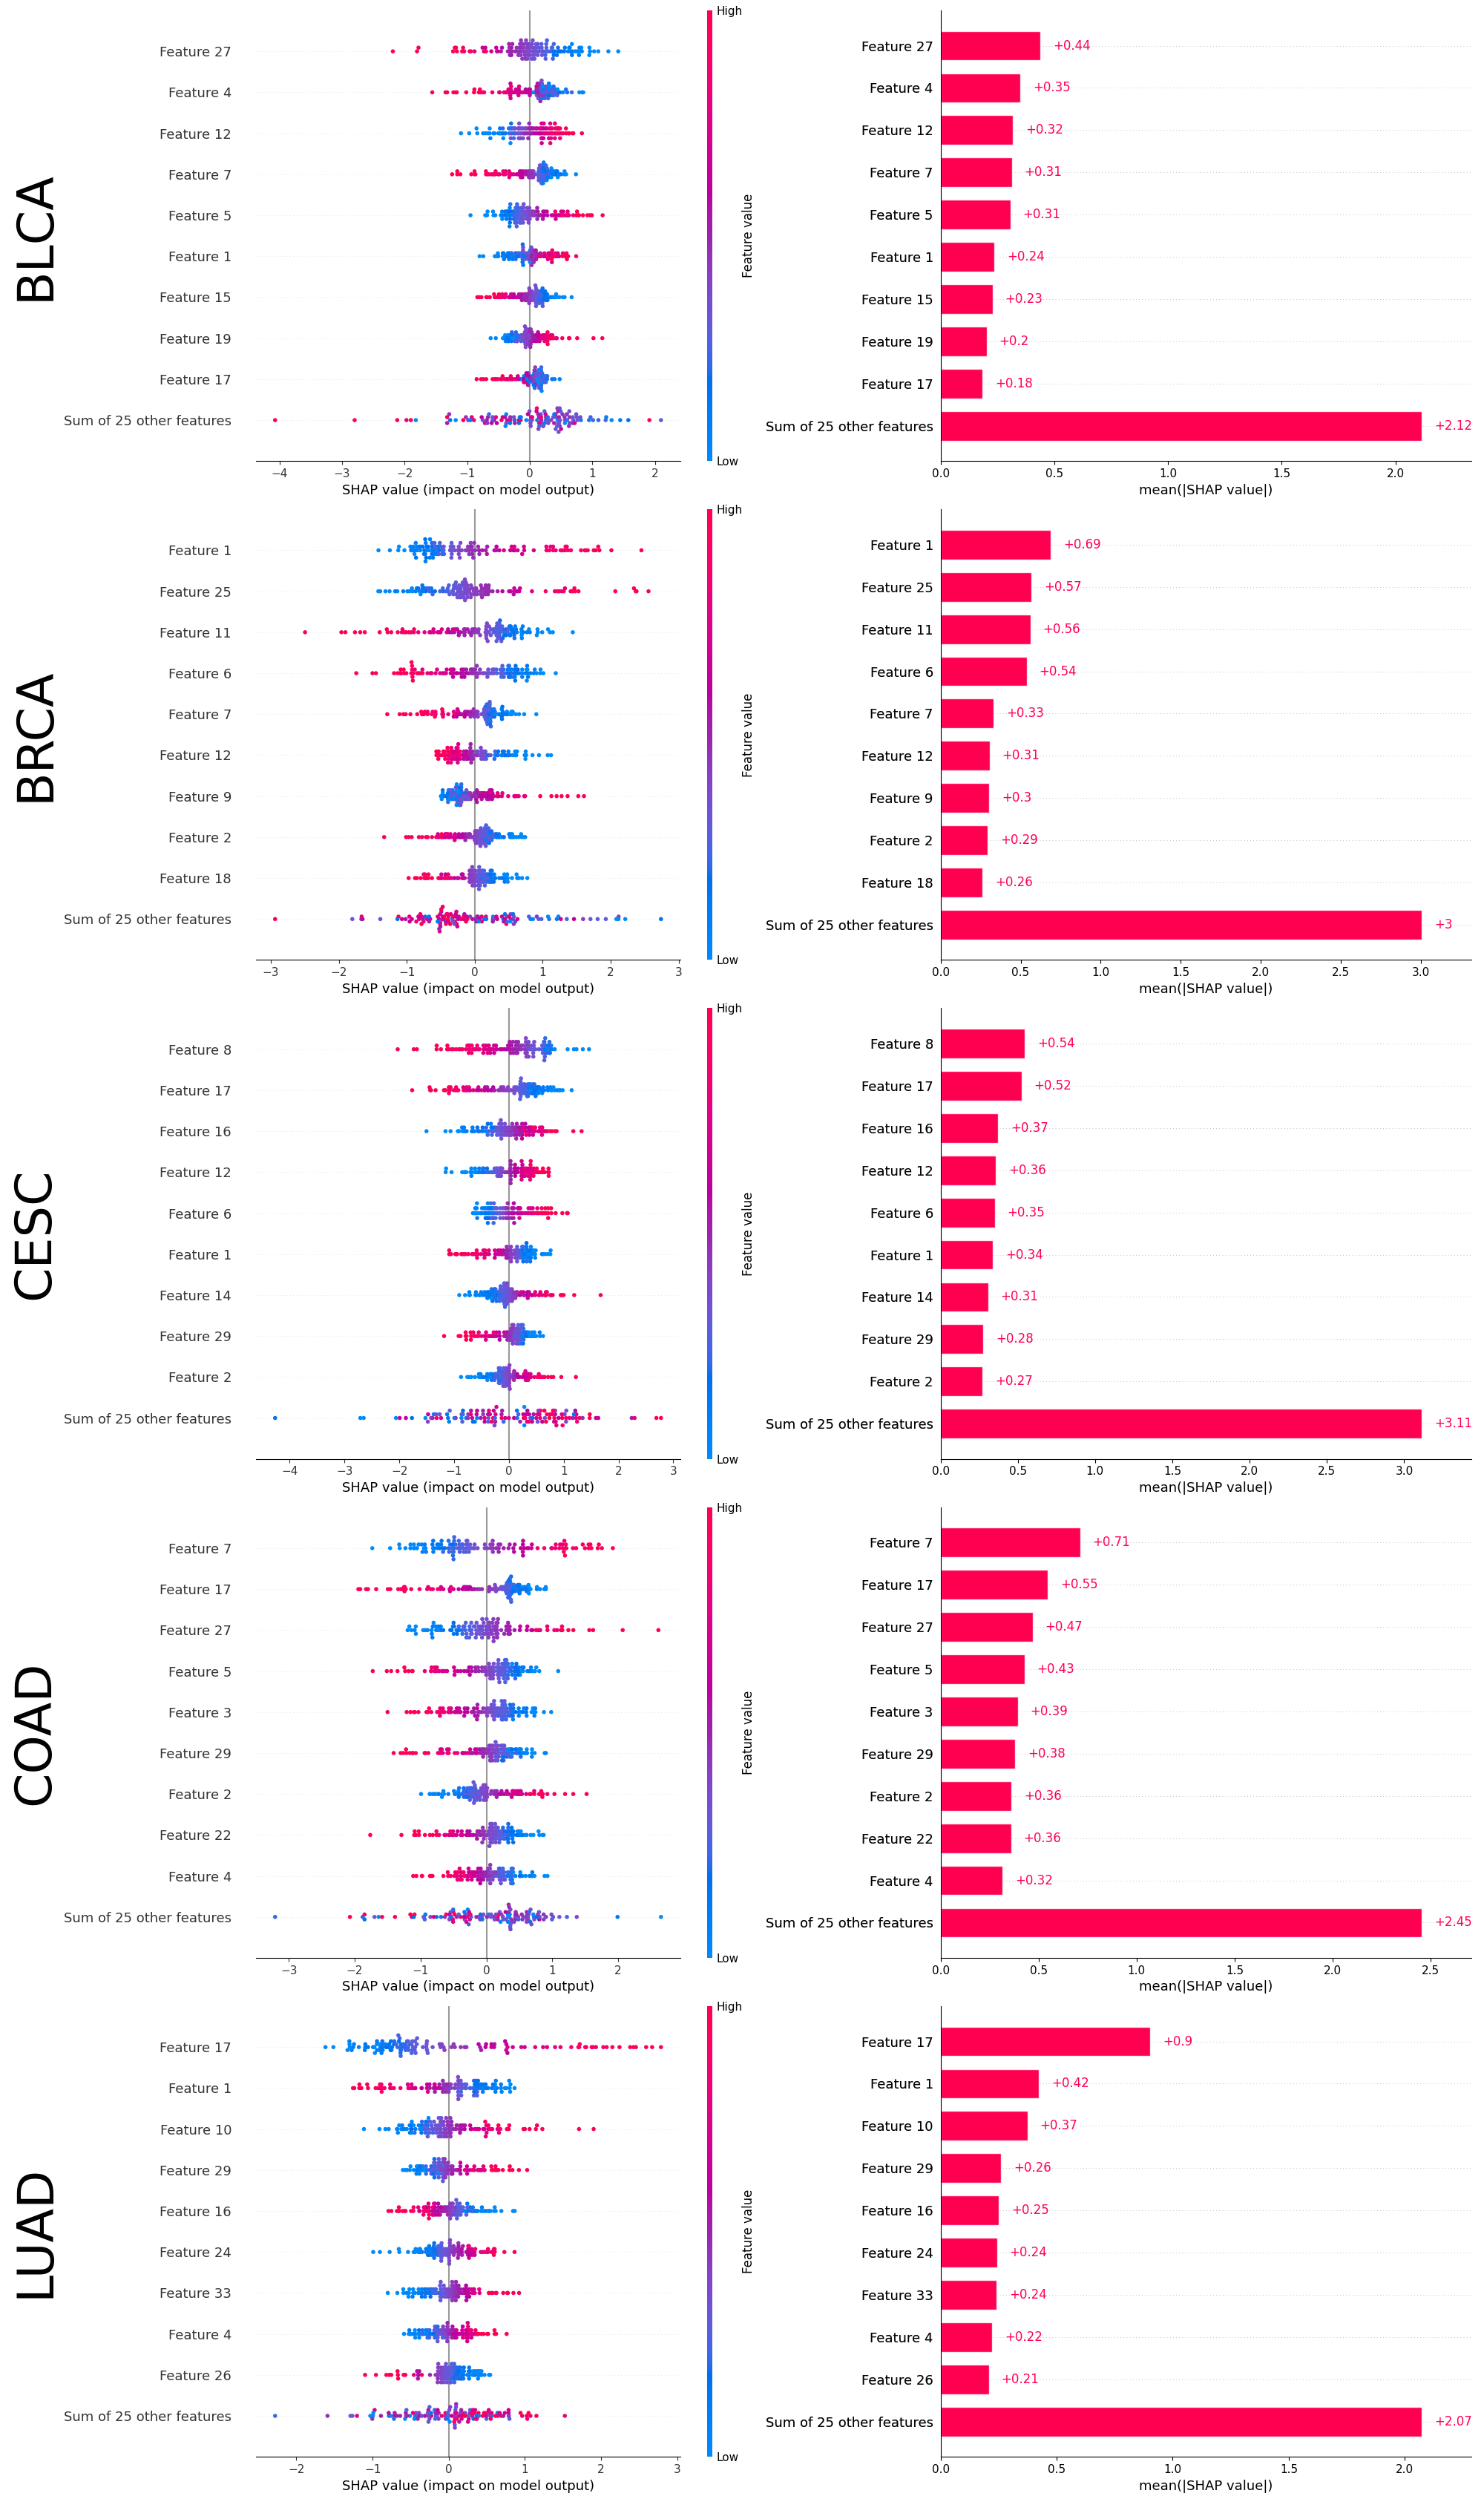 BLCA
Feature 27
Feature 4
Feature 12
Feature 7
Feature 5
Feature 1
Feature 15
Feature 19
Feature 17
Sum of 25 other features
−4 −3 −2 −1 0 1 2
SHAP value (impact on model output)
High
Feature value
Low
Feature 27 +0.44
Feature 4 +0.35
Feature 12 +0.32
Feature 7 +0.31
Feature 5 +0.31
Feature 1 +0.24
Feature 15 +0.23
Feature 19 +0.2
Feature 17 +0.18
Sum of 25 other features +2.12
0.0 0.5 1.0 1.5 2.0
mean(|SHAP value|)
BRCA
Feature 1
Feature 25
Feature 11
Feature 6
Feature 7
Feature 12
Feature 9
Feature 2
Feature 18
Sum of 25 other features
−3 −2 −1 0 1 2 3
SHAP value (impact on model output)
High
Feature value
Low
Feature 1 +0.69
Feature 25 +0.57
Feature 11 +0.56
Feature 6 +0.54
Feature 7 +0.33
Feature 12 +0.31
Feature 9 +0.3
Feature 2 +0.29
Feature 18 +0.26
Sum of 25 other features +3
0.0 0.5 1.0 1.5 2.0 2.5 3.0
mean(|SHAP value|)
CESC
Feature 8
Feature 17
Feature 16
Feature 12
Feature 6
Feature 1
Feature 14
Feature 29
Feature 2
Sum of 25 other features
−4 −3 −2 −1 0 1 2 3
SHAP value (impact on model output)
High
Feature value
Low
Feature 8 +0.54
Feature 17 +0.52
Feature 16 +0.37
Feature 12 +0.36
Feature 6 +0.35
Feature 1 +0.34
Feature 14 +0.31
Feature 29 +0.28
Feature 2 +0.27
Sum of 25 other features +3.11
0.0 0.5 1.0 1.5 2.0 2.5 3.0
mean(|SHAP value|)
COAD
Feature 7
Feature 17
Feature 27
Feature 5
Feature 3
Feature 29
Feature 2
Feature 22
Feature 4
Sum of 25 other features
−3 −2 −1 0 1 2
SHAP value (impact on model output)
High
Feature value
Low
Feature 7 +0.71
Feature 17 +0.55
Feature 27 +0.47
Feature 5 +0.43
Feature 3 +0.39
Feature 29 +0.38
Feature 2 +0.36
Feature 22 +0.36
Feature 4 +0.32
Sum of 25 other features +2.45
0.0 0.5 1.0 1.5 2.0 2.5
mean(|SHAP value|)
LUAD
Feature 17
Feature 1
Feature 10
Feature 29
Feature 16
Feature 24
Feature 33
Feature 4
Feature 26
Sum of 25 other features
−2 −1 0 1 2 3
SHAP value (impact on model output)
High
Feature value
Low
Feature 17 +0.9
Feature 1 +0.42
Feature 10 +0.37
Feature 29 +0.26
Feature 16 +0.25
Feature 24 +0.24
Feature 33 +0.24
Feature 4 +0.22
Feature 26 +0.21
Sum of 25 other features +2.07
0.0 0.5 1.0 1.5 2.0
mean(|SHAP value|)